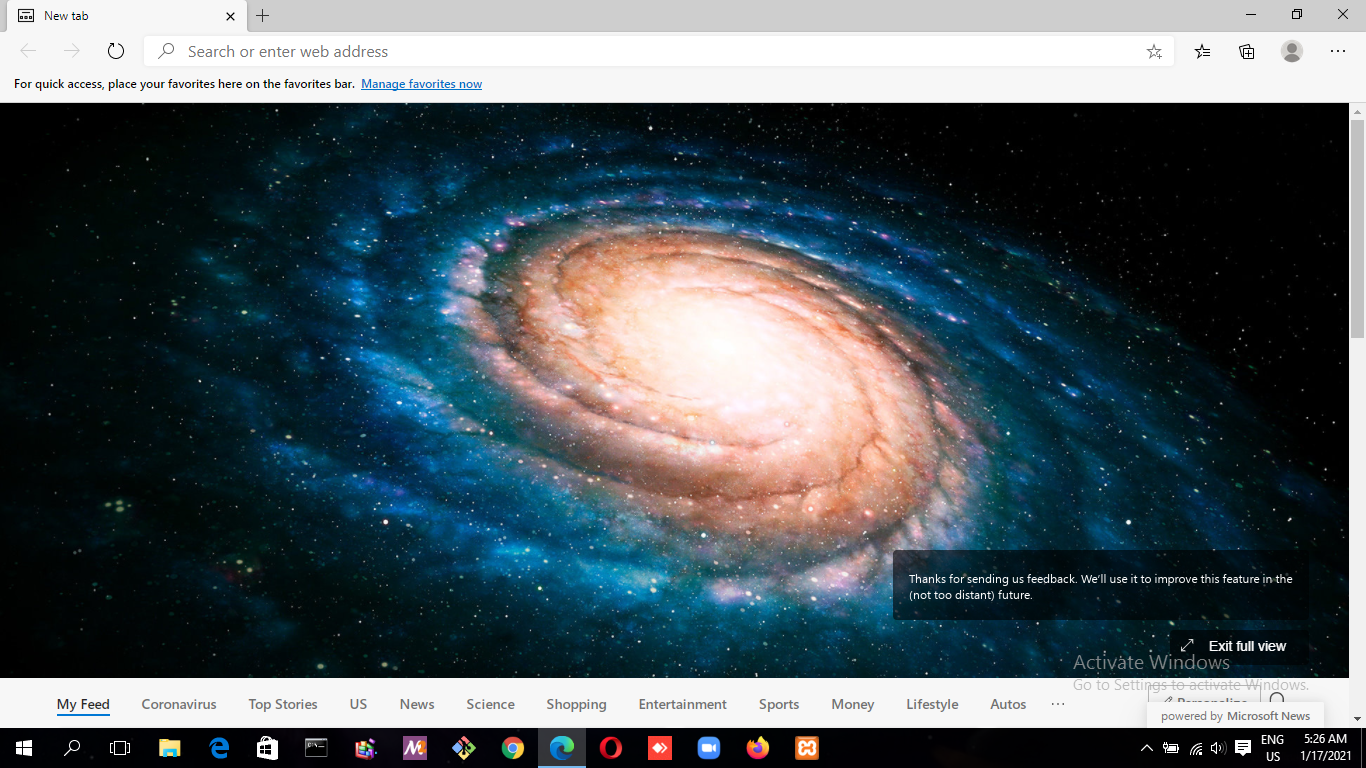 New tab
Search or enter web address
For quick access, place your favorites here on the favorites bar. Manage favorites now
Thanks for sending us feedback. We'll use it to improve this feature in the
(not too distant) future.
Exit full view
Activate Windows
Go to Settings to activate Windows.
My Feed Coronavirus Top Stories US News Science Shopping Entertainment Sports Money Lifestyle Autos ...
Personalize
powered by Microsoft News
ENG
US
5:26 AM
1/17/2021